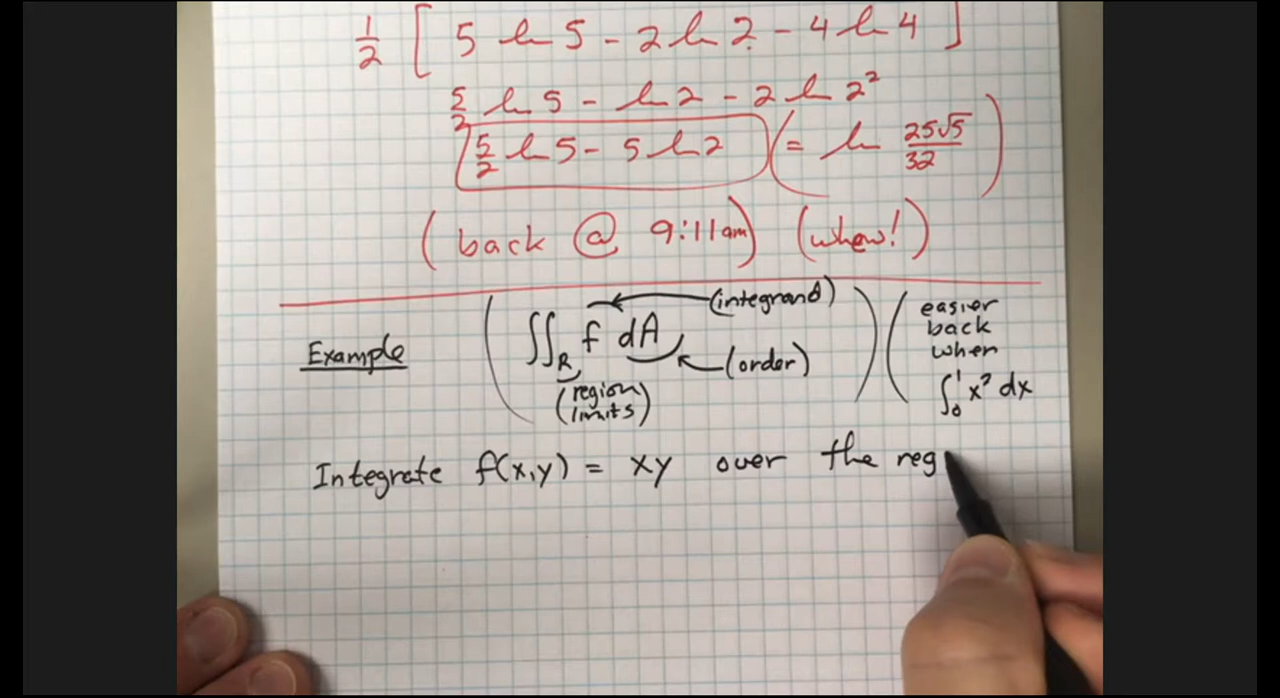 1/2 [ 5 ln 5 - 2 ln 2 - 4 ln 4 ]
5/2 ln 5 - ln 2 - 2 ln 2²
5/2 ln 5 - 5 ln 2 ( = ln 25√5/32 )
(back @ 9:11am) (whew!)
Example
( ∬_R f dA )
(integrand)
(order)
(region limits)
( easier
back
when
∫₀¹ x² dx
Integrate f(x,y) = xy over the reg